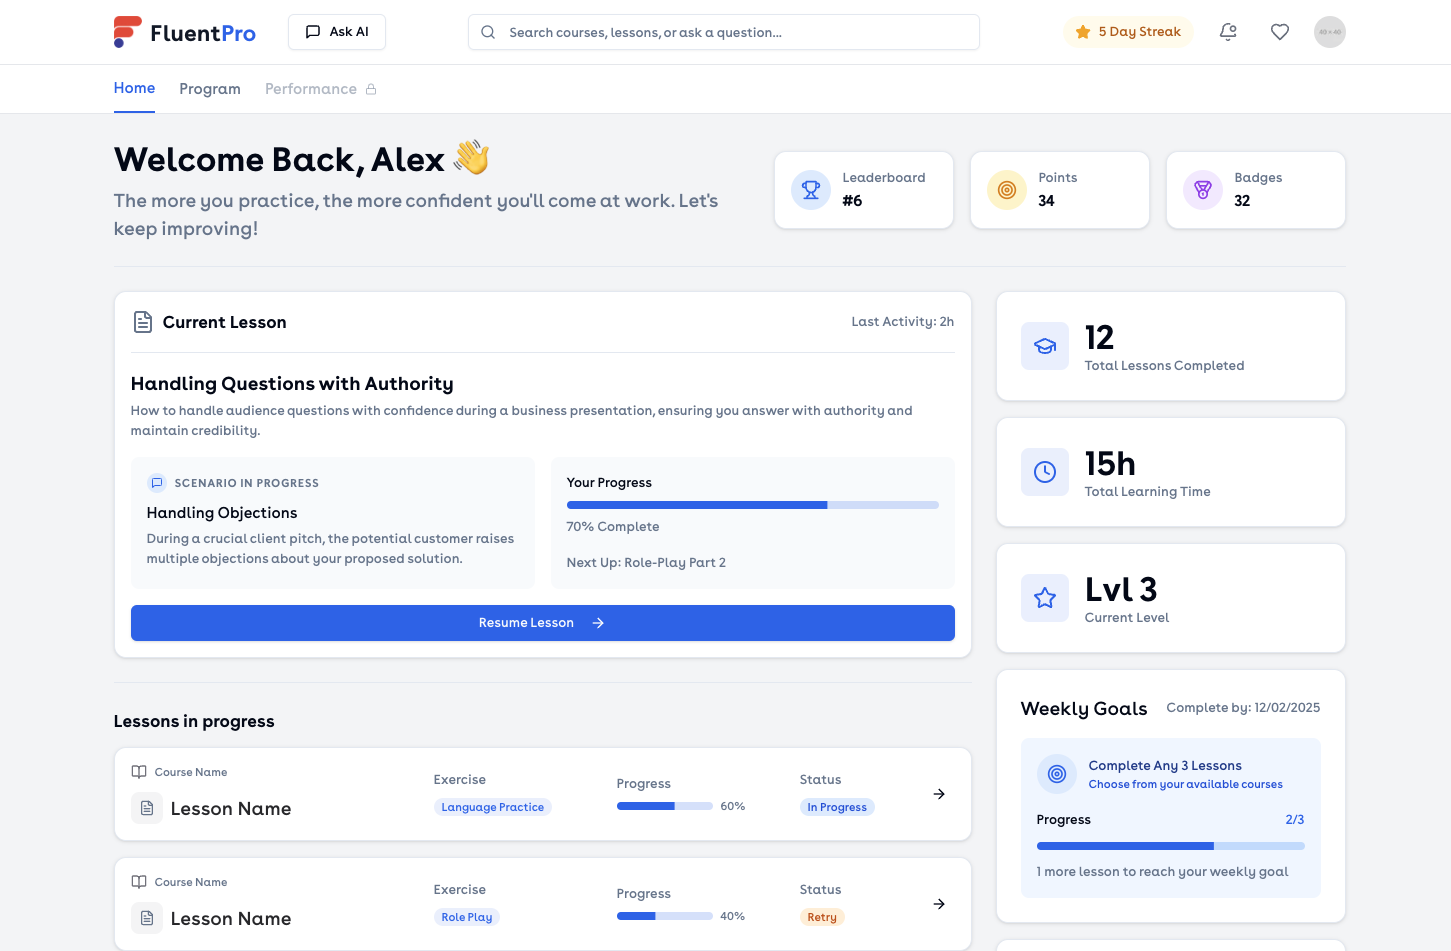 FluentPro
Ask AI
Search courses, lessons, or ask a question...
5 Day Streak
Home
Program
Performance
Welcome Back, Alex 👋
The more you practice, the more confident you'll come at work. Let's
keep improving!
Leaderboard
#6
Points
34
Badges
32
Current Lesson
Last Activity: 2h
Handling Questions with Authority
How to handle audience questions with confidence during a business presentation, ensuring you answer with authority and
maintain credibility.
SCENARIO IN PROGRESS
Handling Objections
During a crucial client pitch, the potential customer raises
multiple objections about your proposed solution.
Your Progress
70% Complete
Next Up: Role-Play Part 2
Resume Lesson
12
Total Lessons Completed
15h
Total Learning Time
Lvl 3
Current Level
Lessons in progress
Course Name
Lesson Name
Exercise
Language Practice
Progress
60%
Status
In Progress
Course Name
Lesson Name
Exercise
Role Play
Progress
40%
Status
Retry
Weekly Goals
Complete by: 12/02/2025
Complete Any 3 Lessons
Choose from your available courses
Progress
2/3
1 more lesson to reach your weekly goal